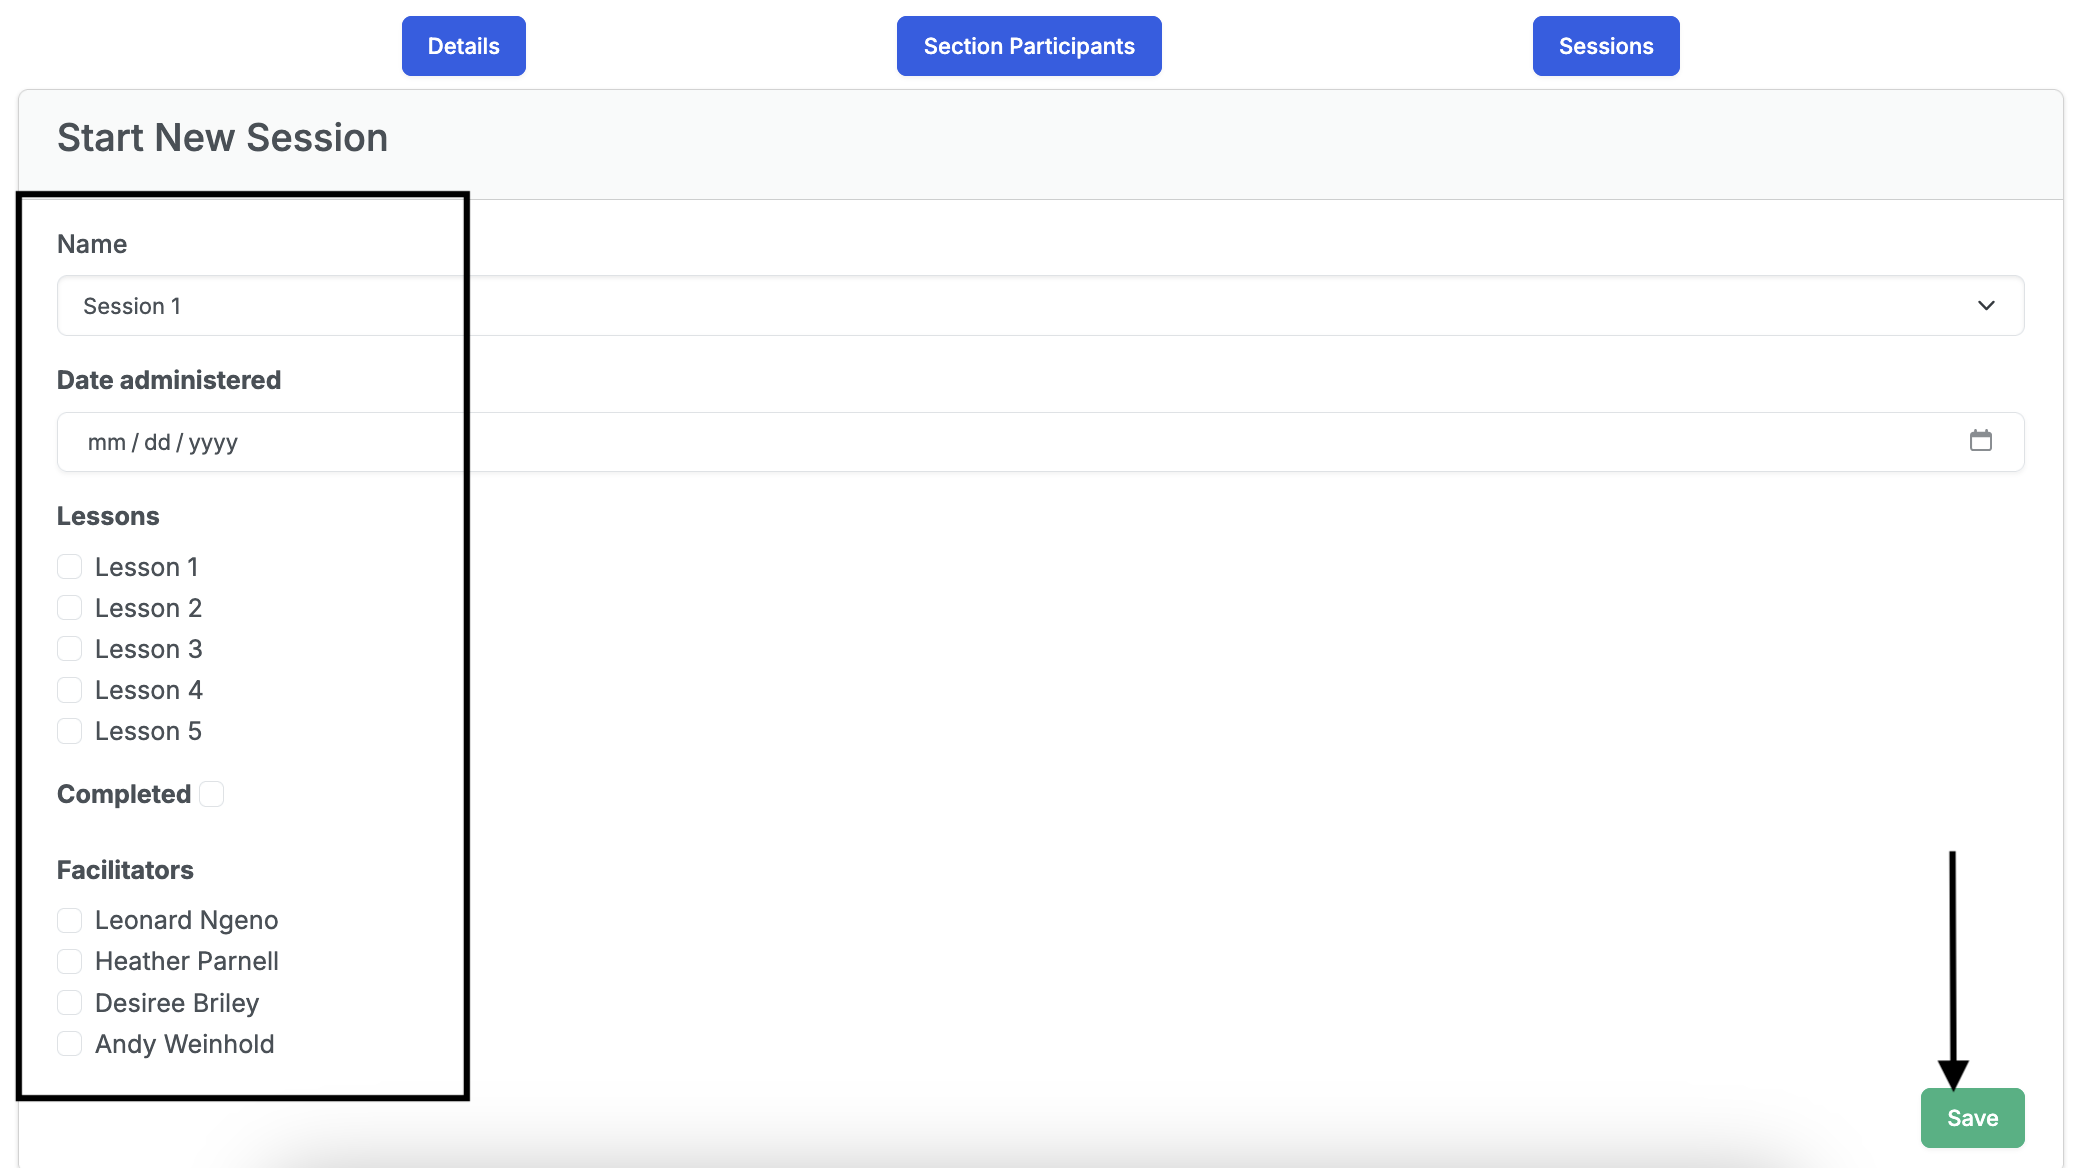 Details Section Participants Sessions
Start New Session
Name
Session 1
Date administered
mm / dd / yyyy
Lessons
Lesson 1
Lesson 2
Lesson 3
Lesson 4
Lesson 5
Completed
Facilitators
Leonard Ngeno
Heather Parnell
Desiree Briley
Andy Weinhold
Save